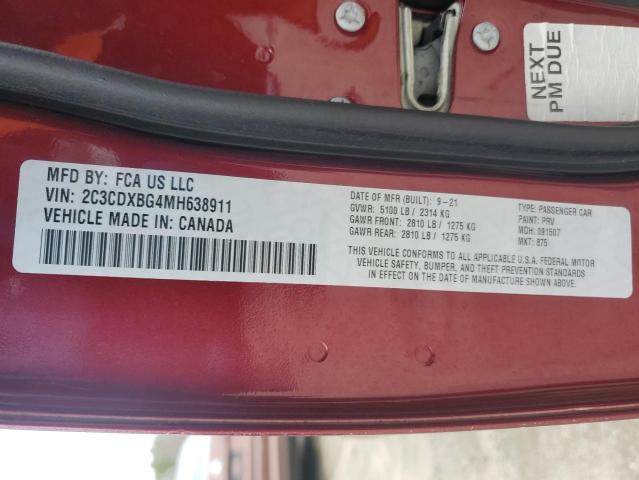 NEXT
PM DUE
MFD BY: FCA US LLC
VIN: 2C3CDXBG4MH638911
VEHICLE MADE IN: CANADA
DATE OF MFR (BUILT): 9-21
GVWR: 5100 LB / 2314 KG
GAWR FRONT: 2810 LB / 1275 KG
GAWR REAR: 2810 LB / 1275 KG
TYPE: PASSENGER CAR
PAINT: PRV
MDH: 091507
MKT: 875
THIS VEHICLE CONFORMS TO ALL APPLICABLE U.S.A. FEDERAL MOTOR
VEHICLE SAFETY, BUMPER, AND THEFT PREVENTION STANDARDS
IN EFFECT ON THE DATE OF MANUFACTURE SHOWN ABOVE.